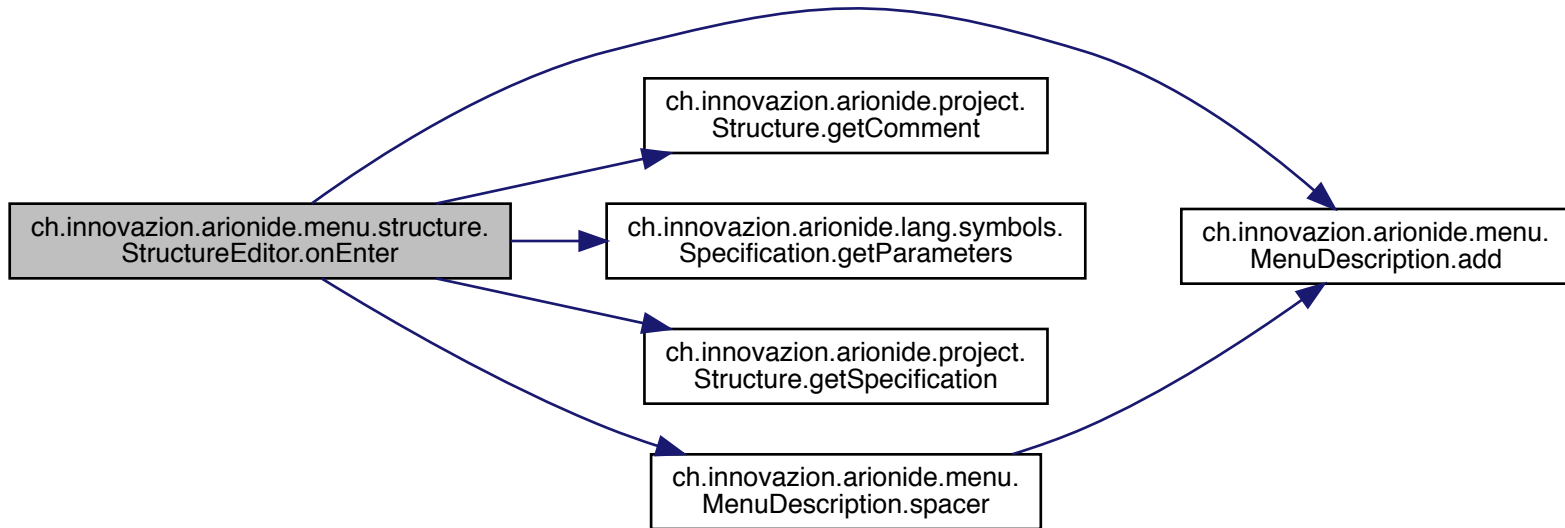 ch.innovazion.arionide.menu.structure.
StructureEditor.onEnter
ch.innovazion.arionide.project.
Structure.getComment
ch.innovazion.arionide.lang.symbols.
Specification.getParameters
ch.innovazion.arionide.project.
Structure.getSpecification
ch.innovazion.arionide.menu.
MenuDescription.spacer
ch.innovazion.arionide.menu.
MenuDescription.add